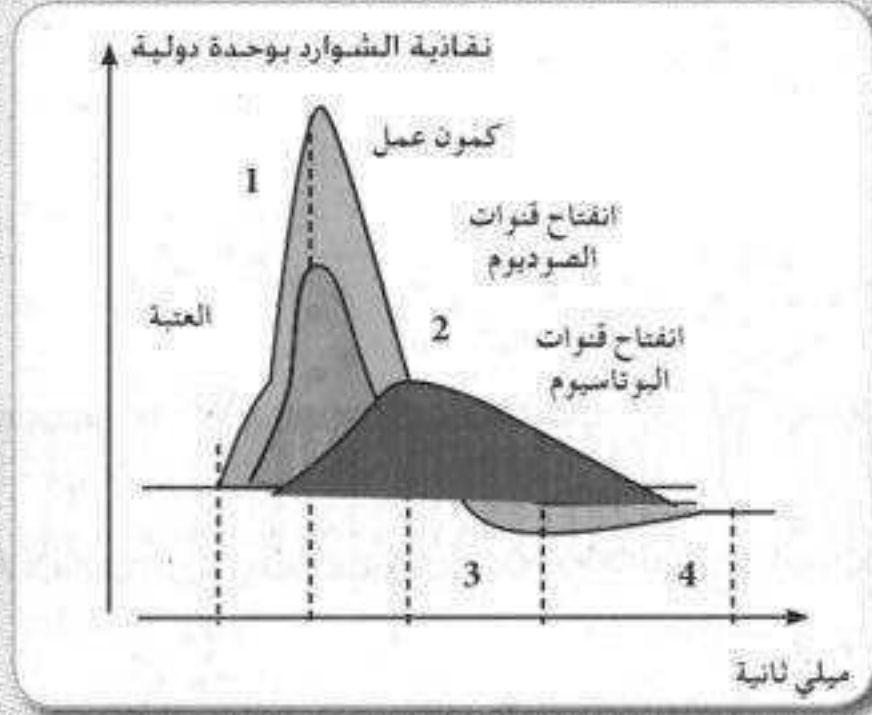 نفاذية الشوارد بوحدة دولية
كمون عمل
1
انفتاح قنوات
الصوديوم
العتبة
2
انفتاح قنوات
البوتاسيوم
3
4
ميلي ثانية